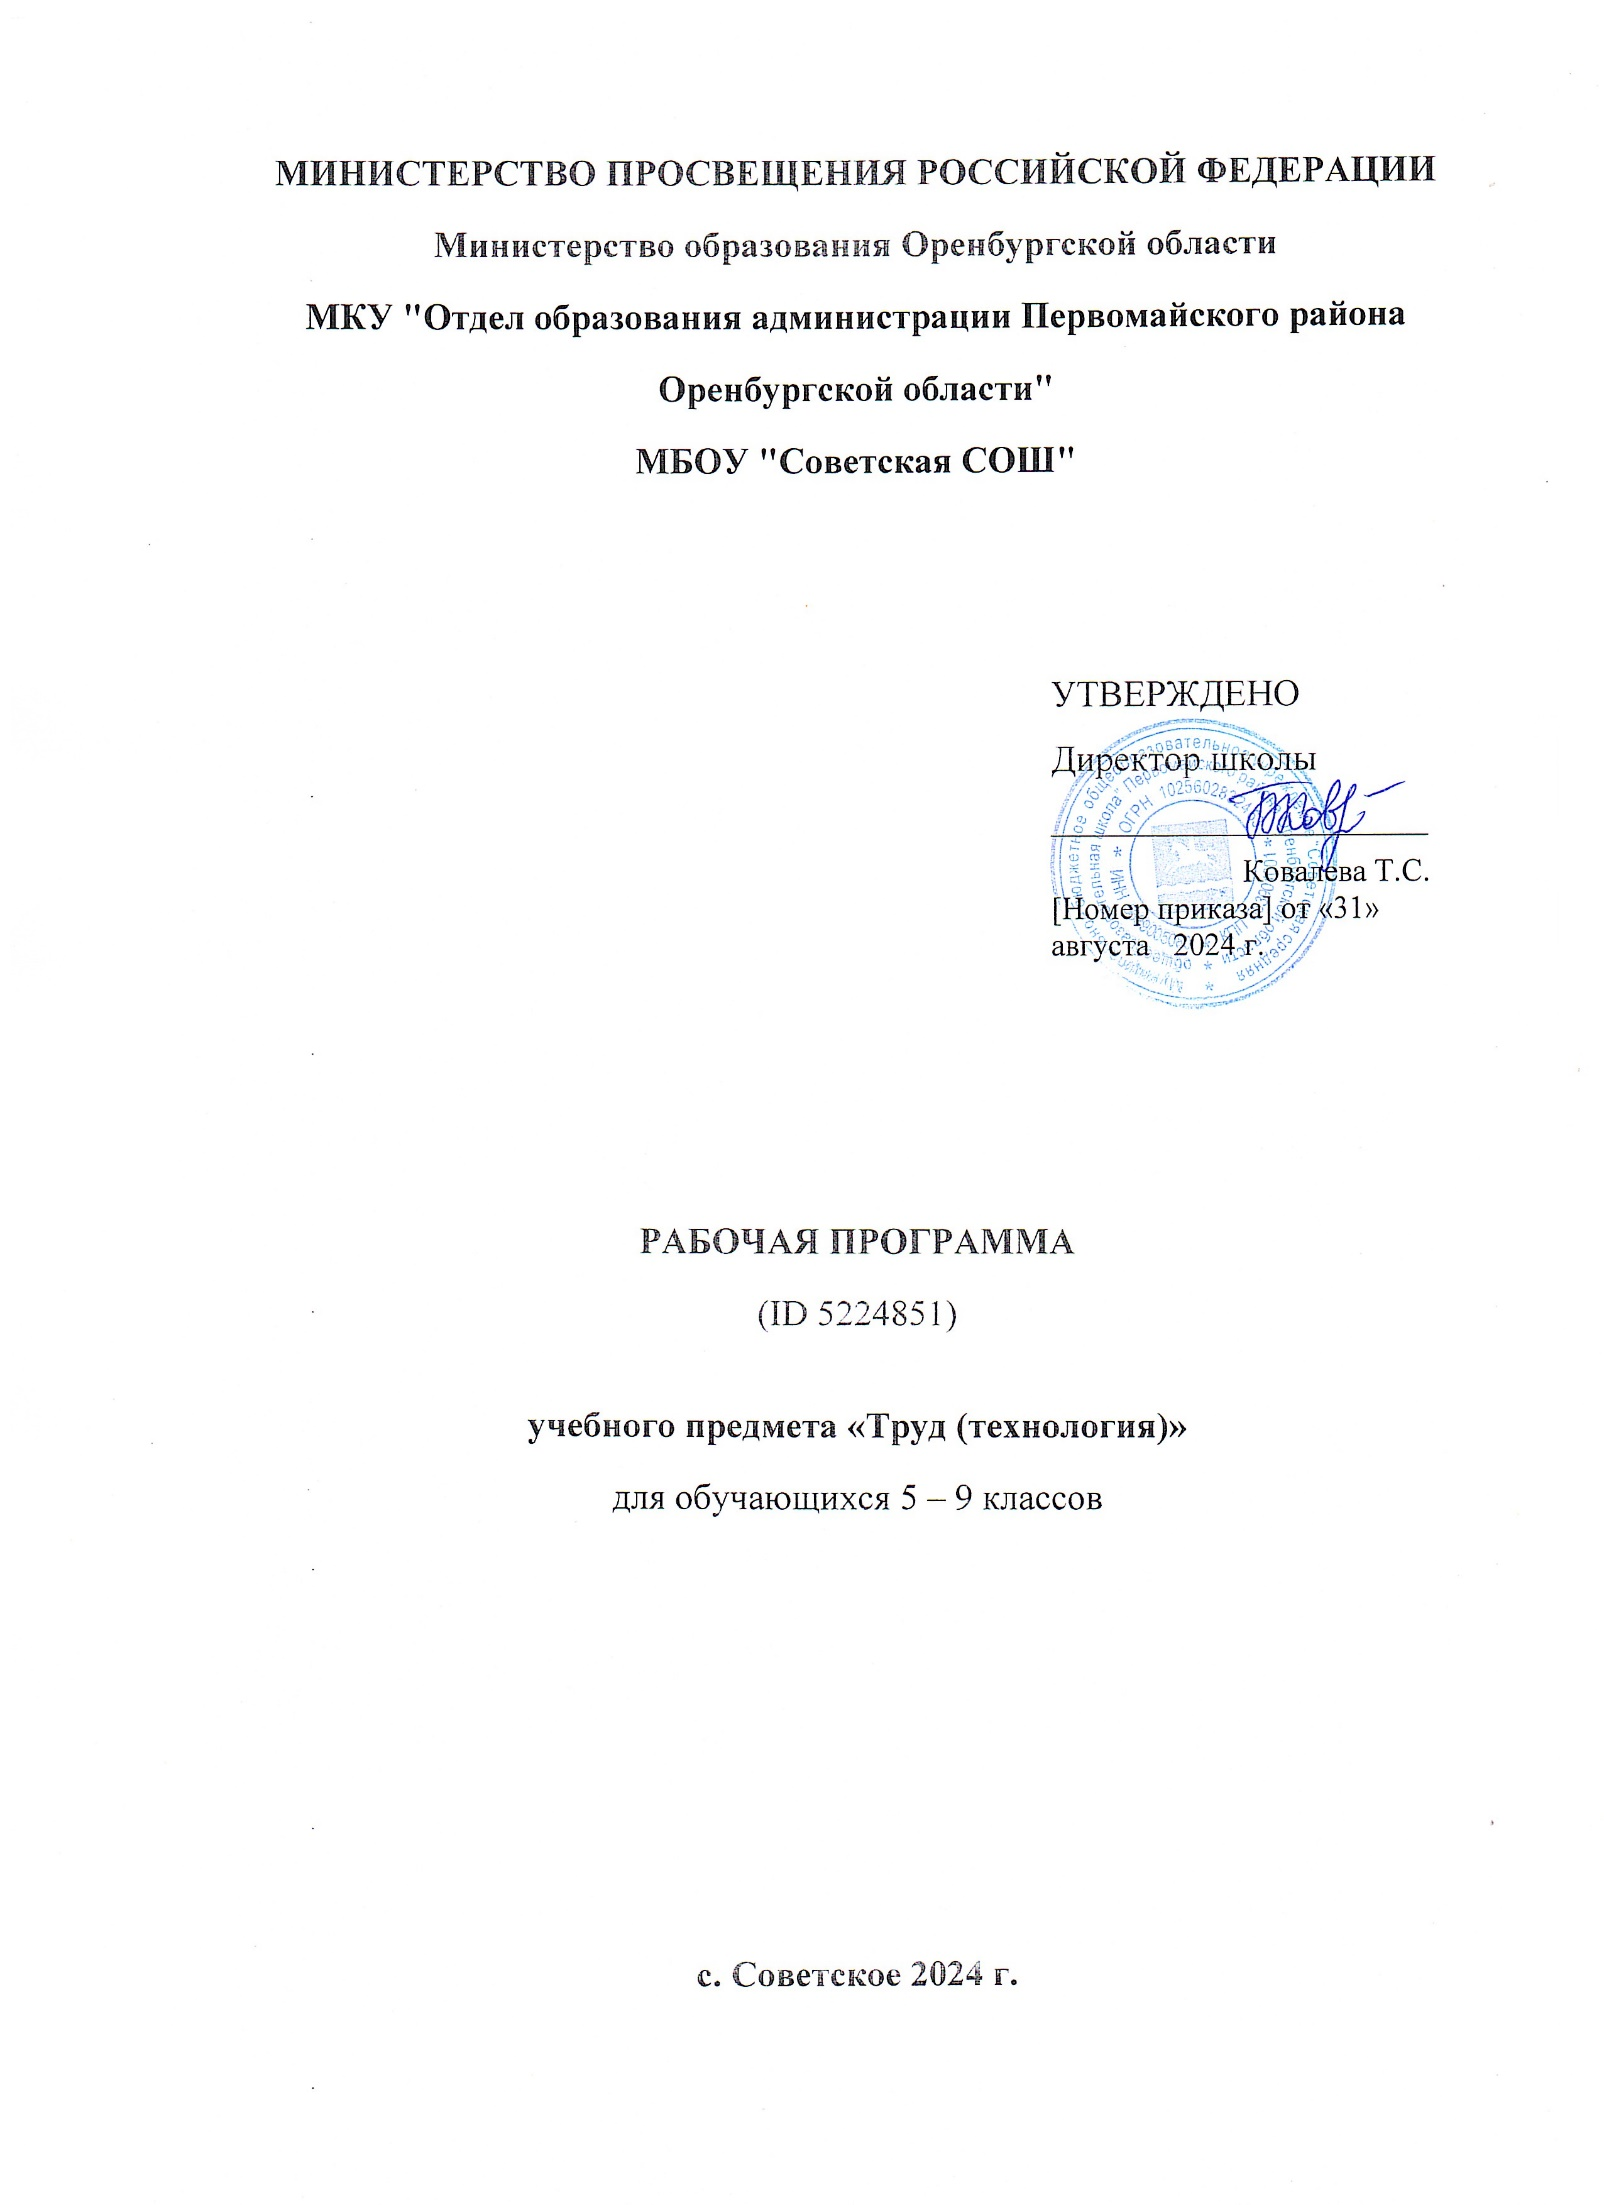 МИНИСТЕРСТВО ПРОСВЕЩЕНИЯ РОССИЙСКОЙ ФЕДЕРАЦИИ
Министерство образования Оренбургской области
МКУ "Отдел образования администрации Первомайского района
Оренбургской области"
МБОУ "Советская СОШ"
УТВЕРЖДЕНО
Директор школы
Ковалева Т.С.
[Номер приказа] от «31»
августа 2024 г.
РАБОЧАЯ ПРОГРАММА
(ID 5224851)
учебного предмета «Труд (технология)»
для обучающихся 5 – 9 классов
с. Советское 2024 г.